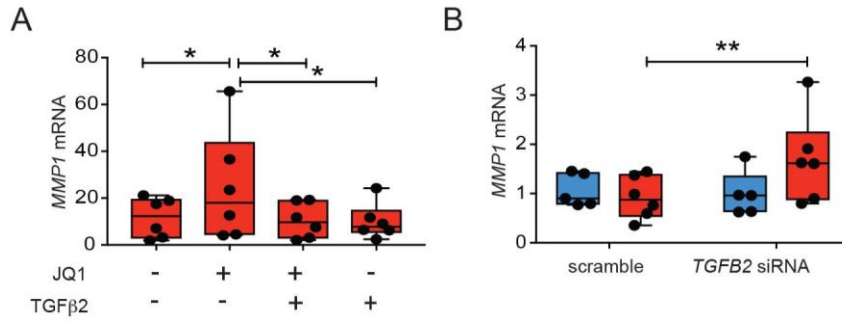 A
MMP1 mRNA
80
60
40
20
0
* * *
JQ1 - + + -
TGFβ2 - - + +
B
MMP1 mRNA
4
3
2
1
0
**
scramble TGFB2 siRNA